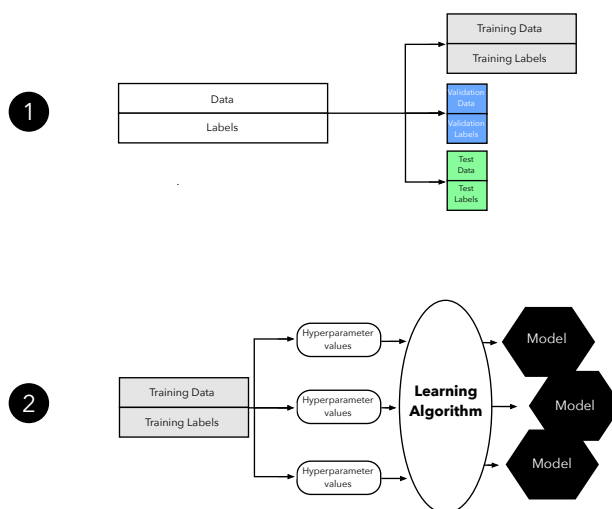 Training Data
Training Labels
1
Data
Labels
Validation
Data
Validation
Labels
Test
Data
Test
Labels
2
Training Data
Training Labels
Hyperparameter
values
Hyperparameter
values
Hyperparameter
values
Learning
Algorithm
Model
Model
Model